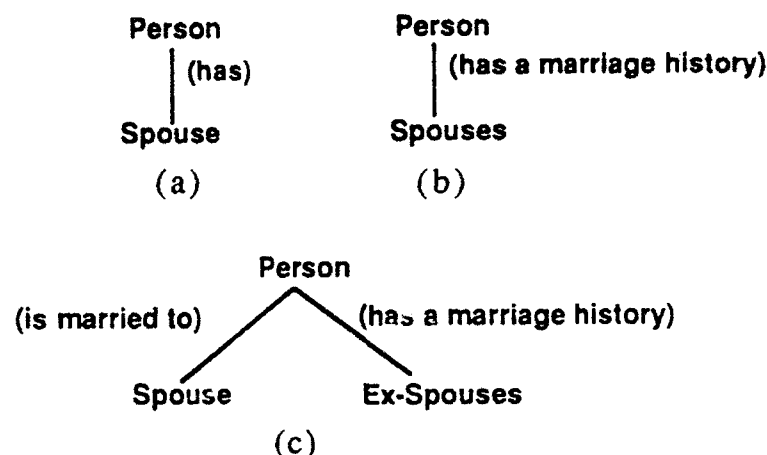 Person
(has)
Spouse
(a)
Person
(has a marriage history)
Spouses
(b)
Person
(is married to)
(has a marriage history)
Spouse
Ex-Spouses
(c)